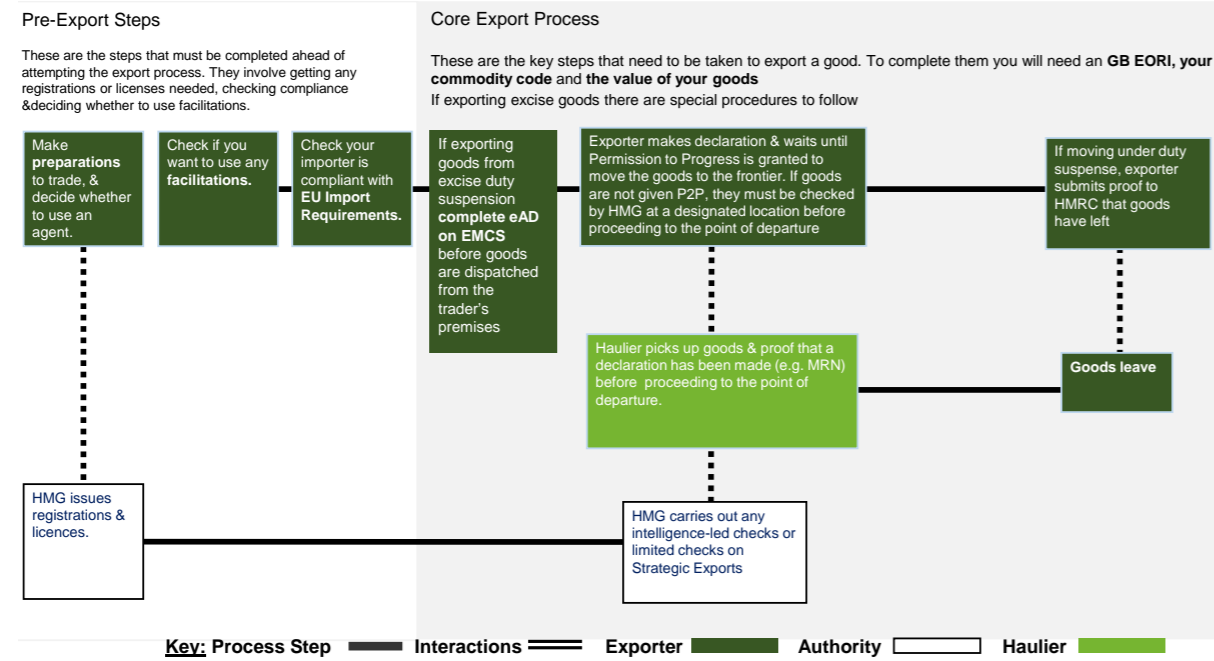 Pre-Export Steps
These are the steps that must be completed ahead of
attempting the export process. They involve getting any
registrations or licenses needed, checking compliance
&deciding whether to use facilitations.
Core Export Process
These are the key steps that need to be taken to export a good. To complete them you will need an GB EORI, your
commodity code and the value of your goods
If exporting excise goods there are special procedures to follow
Make
preparations
to trade, &
decide whether
to use an
agent.
Check if you
want to use any
facilitations.
Check your
importer is
compliant with
EU Import
Requirements.
If exporting
goods from
excise duty
suspension
complete eAD
on EMCS
before goods
are dispatched
from the
trader's
premises
Exporter makes declaration & waits until
Permission to Progress is granted to
move the goods to the frontier. If goods
are not given P2P, they must be checked
by HMG at a designated location before
proceeding to the point of departure
If moving under duty
suspense, exporter
submits proof to
HMRC that goods
have left
Haulier picks up goods & proof that a
declaration has been made (e.g. MRN)
before proceeding to the point of
departure.
Goods leave
HMG issues
registrations &
licences.
HMG carries out any
intelligence-led checks or
limited checks on
Strategic Exports
Key: Process Step Interactions Exporter Authority Haulier